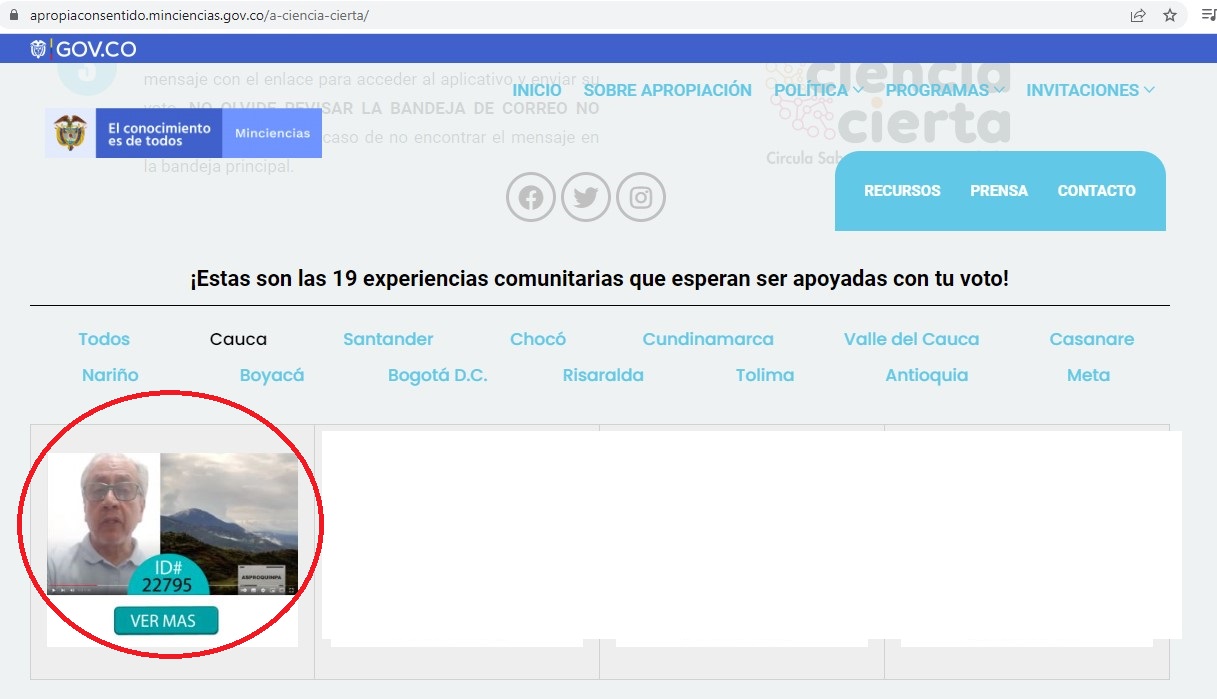 apropiaconsentido.minciencias.gov.co/a-ciencia-cierta/
GOV.CO
3
mensaje con el enlace para acceder al aplicativo y enviar su
voto. NO OLVIDE REVISAR LA BANDEJA DE CORREO NO
caso de no encontrar el mensaje en
la bandeja principal.
ciencia
cierta
Circula Sab
INICIO SOBRE APROPIACIÓN POLÍTICA PROGRAMAS INVITACIONES
El conocimiento
es de todos
Minciencias
RECURSOS PRENSA CONTACTO
¡Estas son las 19 experiencias comunitarias que esperan ser apoyadas con tu voto!
Todos Cauca Santander Chocó Cundinamarca Valle del Cauca Casanare
Nariño Boyacá Bogotá D.C. Risaralda Tolima Antioquia Meta
ID#
22795
ASPROQUINPA
VER MAS